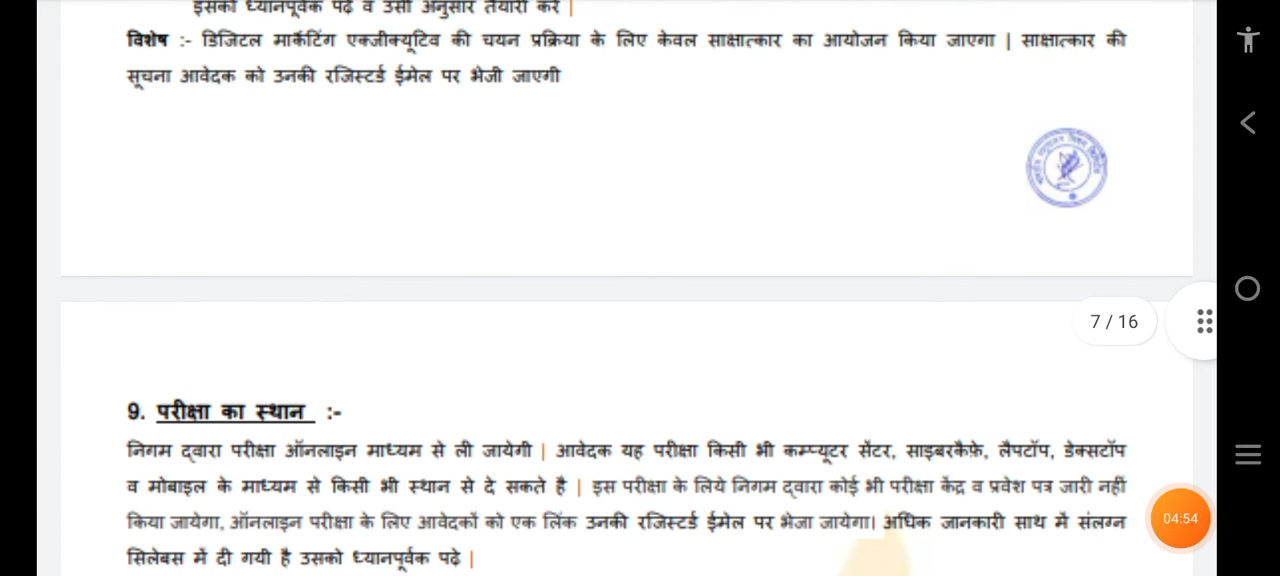 इसको ध्यानपूर्वक पढ़े व उसी अनुसार तैयारी करे |
विशेष :- डिजिटल मार्केटिंग एक्जीक्यूटिव की चयन प्रक्रिया के लिए केवल साक्षात्कार का आयोजन किया जाएगा | साक्षात्कार की
सूचना आवेदक को उनकी रजिस्टर्ड ईमेल पर भेजी जाएगी
7 / 16
9. परीक्षा का स्थान :-
निगम द्वारा परीक्षा ऑनलाइन माध्यम से ली जायेगी | आवेदक यह परीक्षा किसी भी कम्प्यूटर सेंटर, साइबरकैफ़े, लैपटॉप, डेक्सटॉप
व मोबाइल के माध्यम से किसी भी स्थान से दे सकते है | इस परीक्षा के लिये निगम द्वारा कोई भी परीक्षा केंद्र व प्रवेश पत्र जारी नहीं
किया जायेगा, ऑनलाइन परीक्षा के लिए आवेदकों को एक लिंक उनकी रजिस्टर्ड ईमेल पर भेजा जायेगा| अधिक जानकारी साथ में संलग्न
04:54
सिलेबस में दी गयी है उसको ध्यानपूर्वक पढ़े |